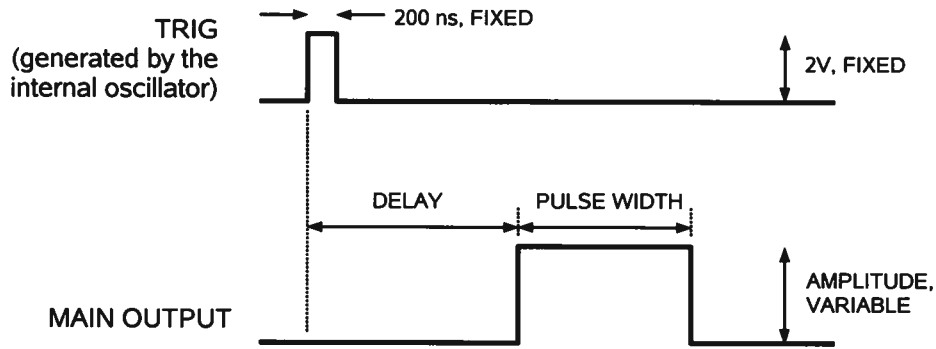 200 ns, FIXED
TRIG
(generated by the
internal oscillator)
2V, FIXED
DELAY
PULSE WIDTH
AMPLITUDE,
VARIABLE
MAIN OUTPUT